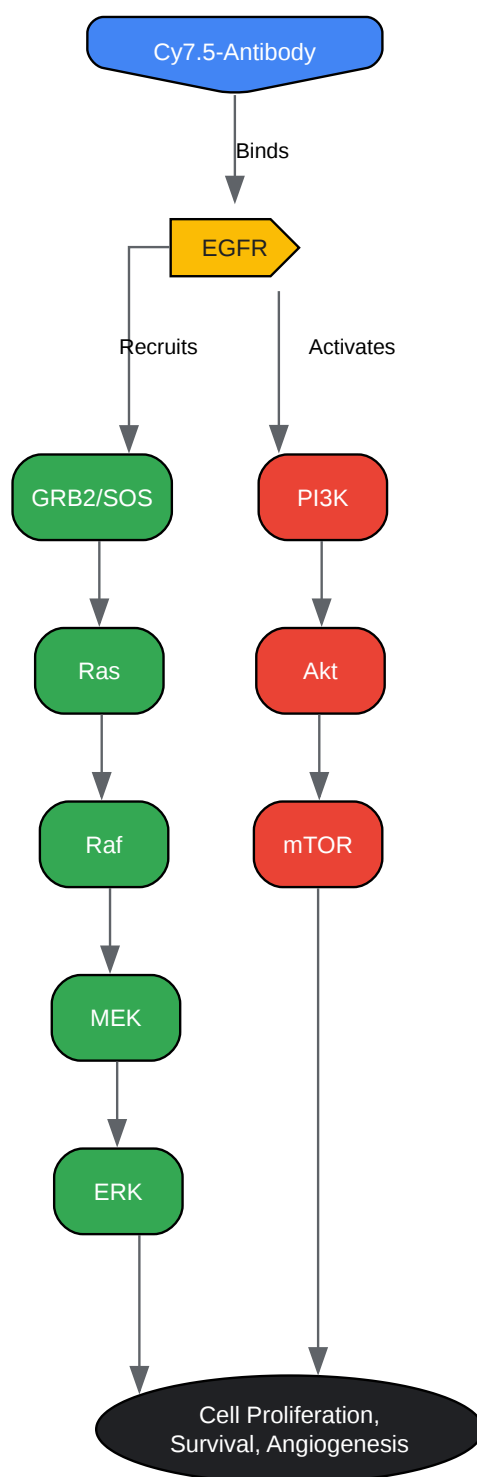 Cy7.5-Antibody
Binds
EGFR
Recruits
Activates
GRB2/SOS
PI3K
Ras
Akt
Raf
mTOR
MEK
ERK
Cell Proliferation,
Survival, Angiogenesis